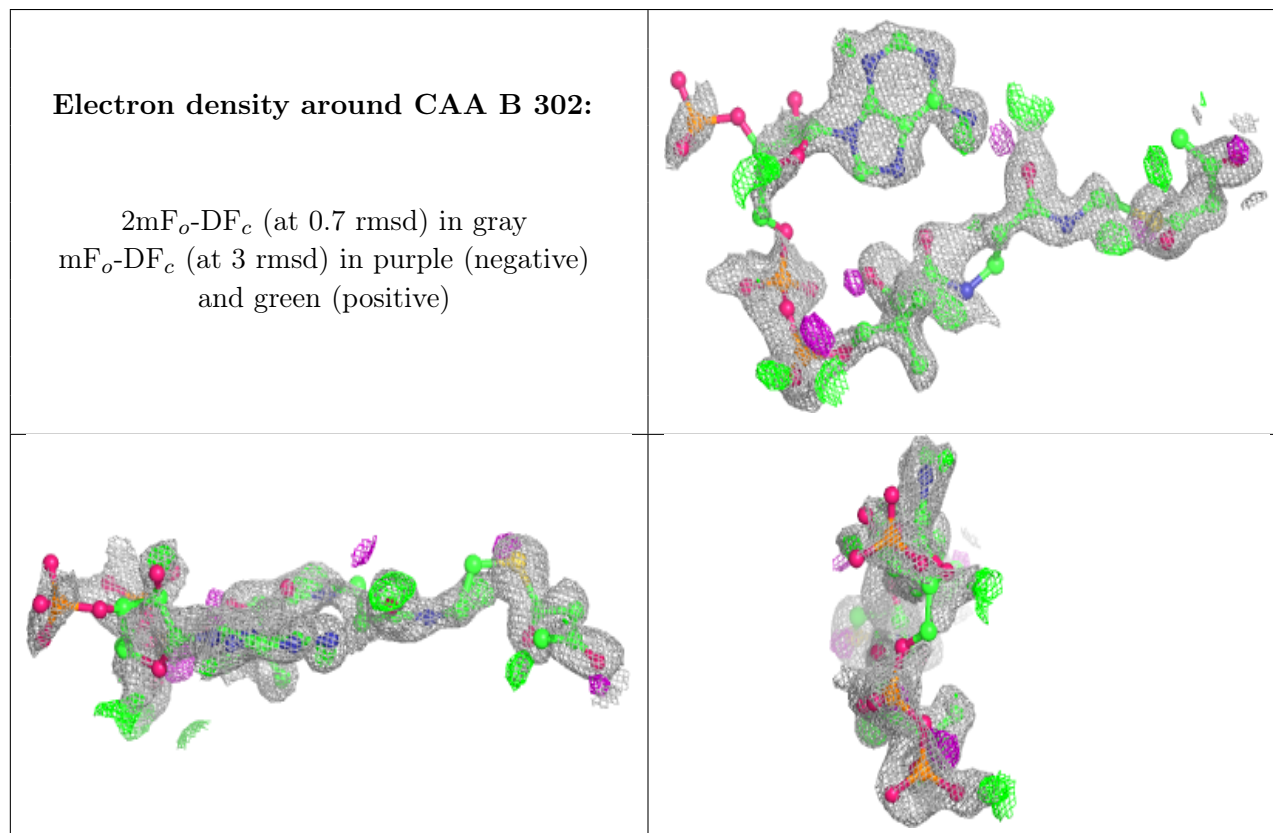 Electron density around CAA B 302:
2mFo-DFc (at 0.7 rmsd) in gray
mFo-DFc (at 3 rmsd) in purple (negative)
and green (positive)